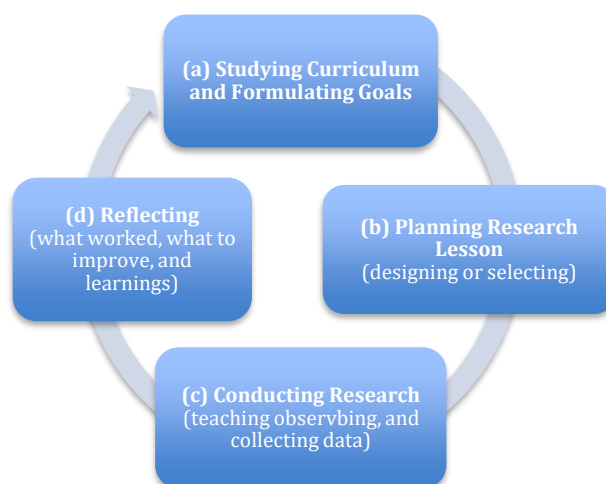 (a) Studying Curriculum
and Formulating Goals
(b) Planning Research
Lesson
(designing or selecting)
(c) Conducting Research
(teaching observbing, and
collecting data)
(d) Reflecting
(what worked, what to
improve, and
learnings)